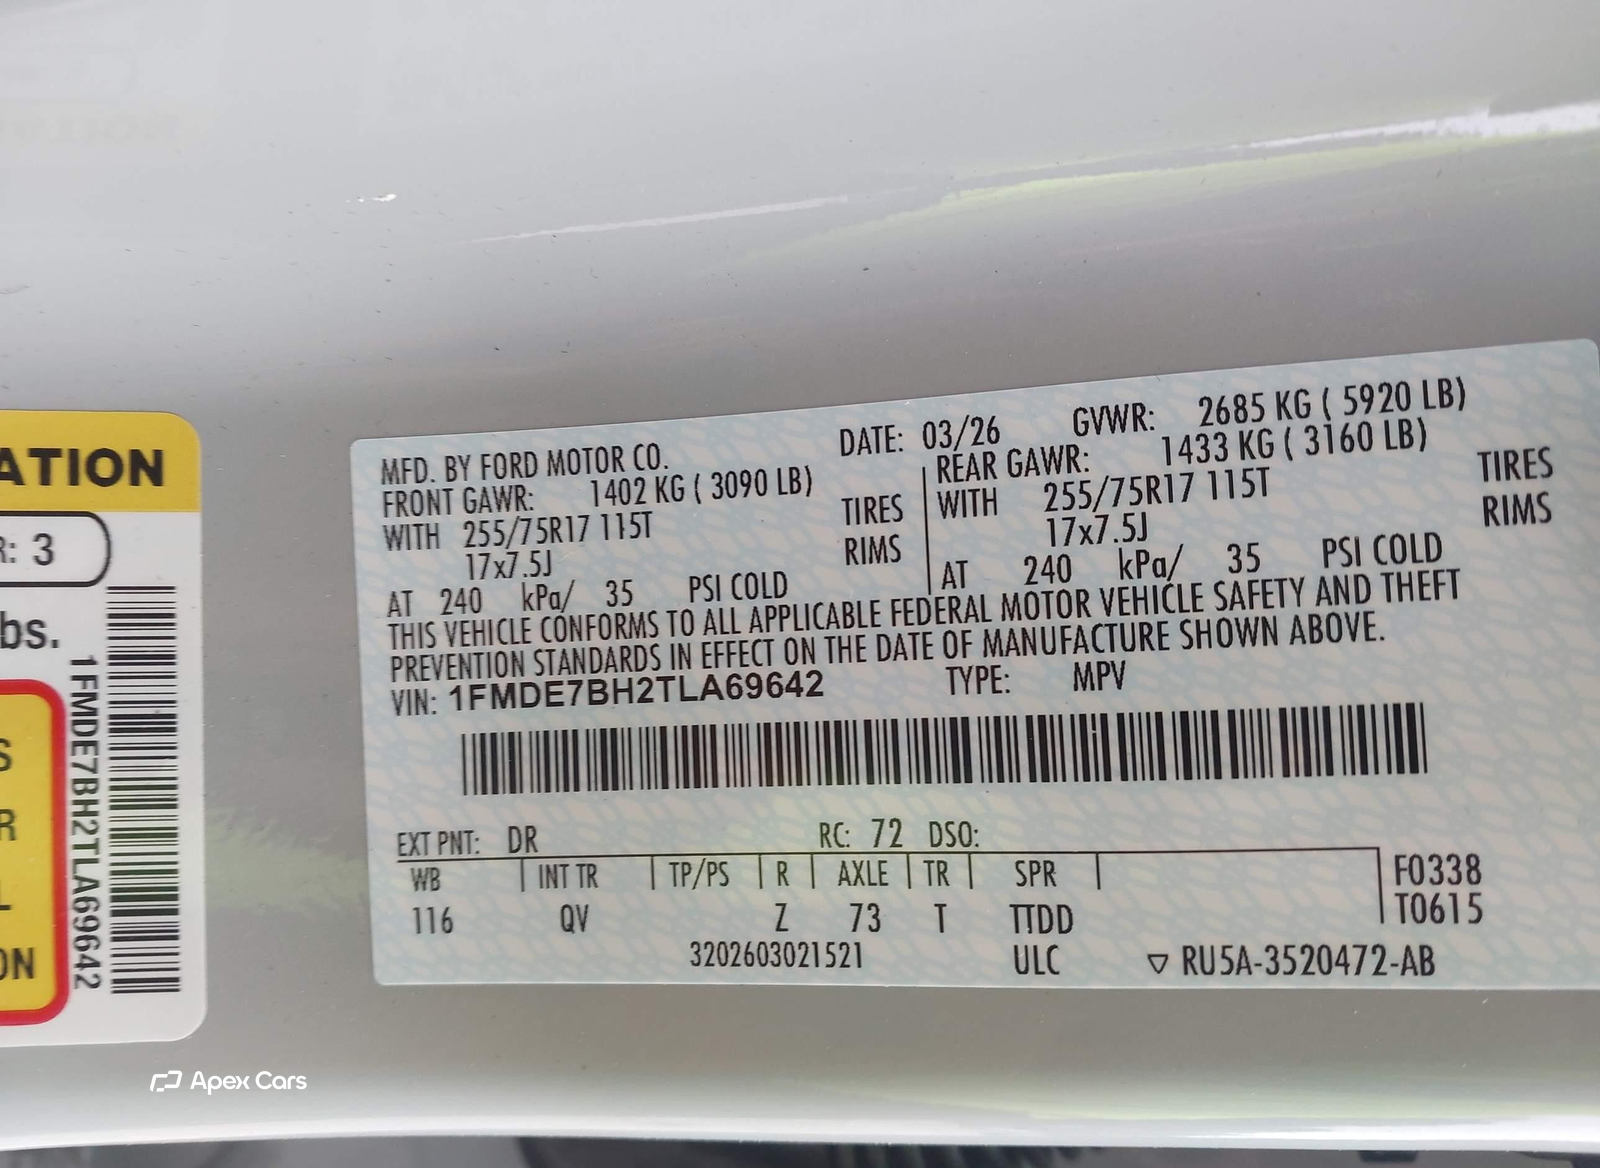 ATION
R: 3
bs.
1FMDE7BH2TLA69642
S
R
L
ON
MFD. BY FORD MOTOR CO. DATE: 03/26 GVWR: 2685 KG ( 5920 LB)
FRONT GAWR: 1402 KG ( 3090 LB) REAR GAWR: 1433 KG ( 3160 LB)
WITH 255/75R17 115T TIRES WITH 255/75R17 115T TIRES
17x7.5J RIMS 17x7.5J RIMS
AT 240 kPa/ 35 PSI COLD AT 240 kPa/ 35 PSI COLD
THIS VEHICLE CONFORMS TO ALL APPLICABLE FEDERAL MOTOR VEHICLE SAFETY AND THEFT
PREVENTION STANDARDS IN EFFECT ON THE DATE OF MANUFACTURE SHOWN ABOVE.
VIN: 1FMDE7BH2TLA69642 TYPE: MPV
EXT PNT: DR RC: 72 DSO:
WB INT TR TP/PS R AXLE TR SPR F0338
116 QV Z 73 T TTDD T0615
3202603021521 ULC ▽ RU5A-3520472-AB
Apex Cars